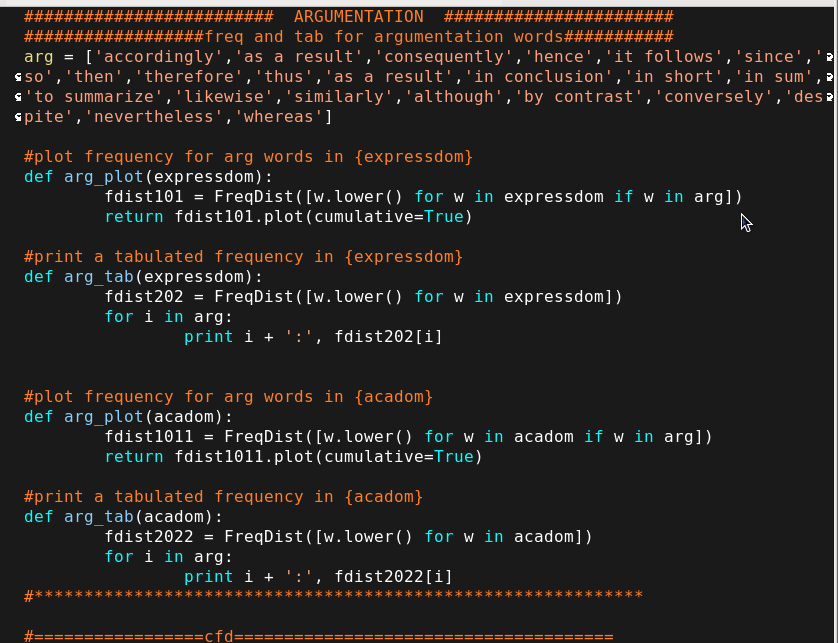 #########################  ARGUMENTATION  #######################
##################freq and tab for argumentation words###########
arg = ['accordingly','as a result','consequently','hence','it follows','since','
so','then','therefore','thus','as a result','in conclusion','in short','in sum',
'to summarize','likewise','similarly','although','by contrast','conversely','des
pite','nevertheless','whereas']
#plot frequency for arg words in {expressdom}
def arg_plot(expressdom):
        fdist101 = FreqDist([w.lower() for w in expressdom if w in arg])
        return fdist101.plot(cumulative=True)
#print a tabulated frequency in {expressdom}
def arg_tab(expressdom):
        fdist202 = FreqDist([w.lower() for w in expressdom])
        for i in arg:
                print i + ':', fdist202[i]
#plot frequency for arg words in {acadom}
def arg_plot(acadom):
        fdist1011 = FreqDist([w.lower() for w in acadom if w in arg])
        return fdist1011.plot(cumulative=True)
#print a tabulated frequency in {acadom}
def arg_tab(acadom):
        fdist2022 = FreqDist([w.lower() for w in acadom])
        for i in arg:
                print i + ':', fdist2022[i]
#*************************************************************
#=================cfd======================================